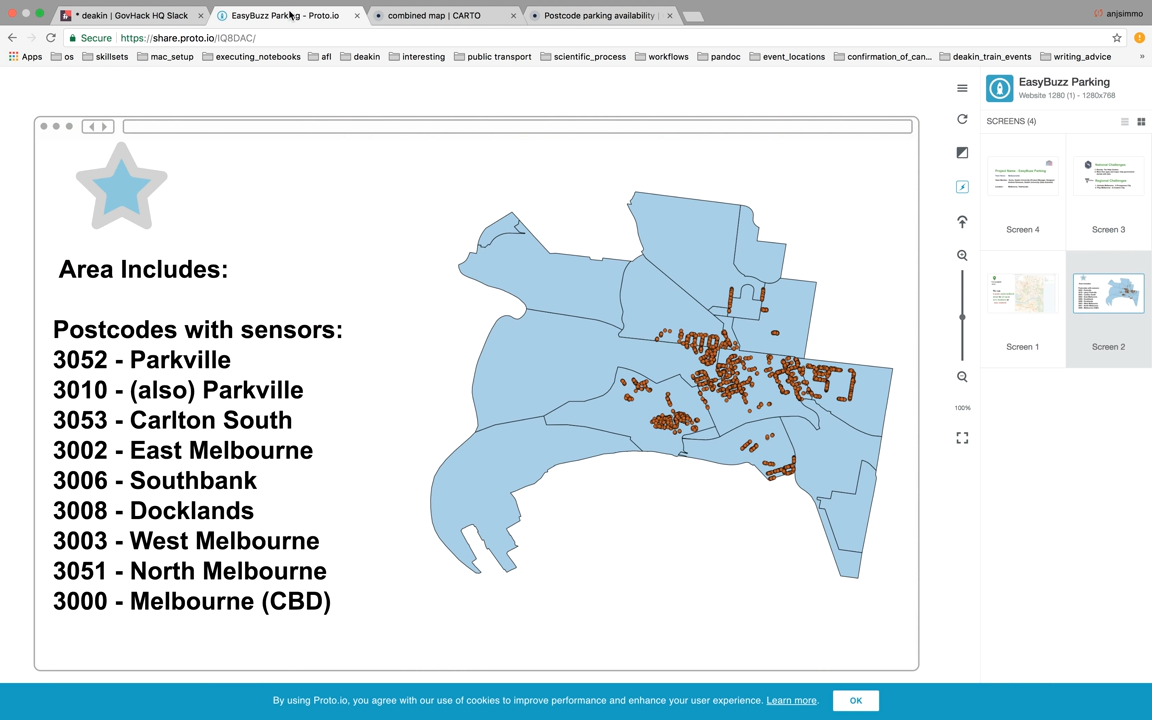 * deakin | GovHack HQ Slack
EasyBuzz Parking - Proto.io
combined map | CARTO
Postcode parking availability |
anjsimmo
Secure
https://share.proto.io/IQ8DAC/
Apps
os
skillsets
mac_setup
executing_notebooks
afl
deakin
interesting
public transport
scientific_process
workflows
pandoc
event_locations
confirmation_of_can...
deakin_train_events
writing_advice
»
EasyBuzz Parking
Website 1280 (1) - 1280x768
SCREENS (4)
Screen 4
Screen 3
Screen 1
Screen 2
100%
Area Includes:
Postcodes with sensors:
3052 - Parkville
3010 - (also) Parkville
3053 - Carlton South
3002 - East Melbourne
3006 - Southbank
3008 - Docklands
3003 - West Melbourne
3051 - North Melbourne
3000 - Melbourne (CBD)
By using Proto.io, you agree with our use of cookies to improve performance and enhance your user experience. Learn more.
OK